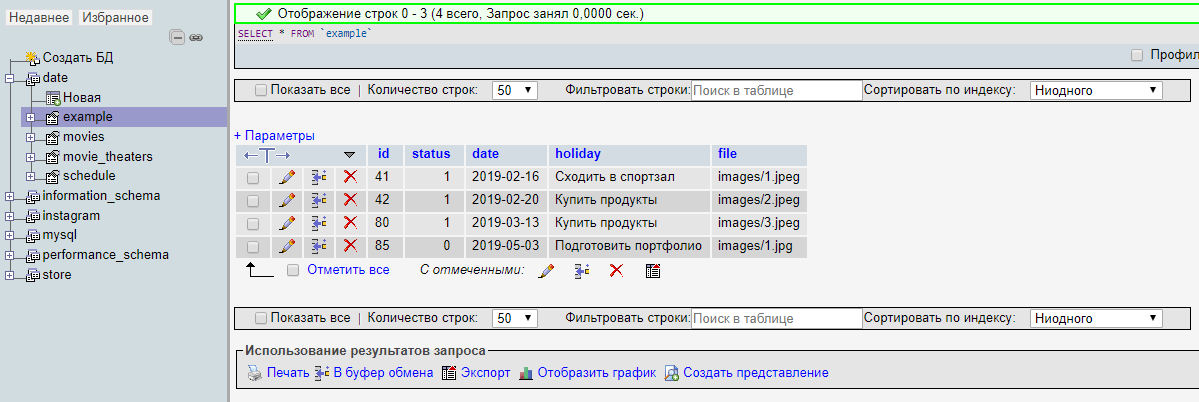 Недавнее Избранное
Создать БД
date
Новая
example
movies
movie_theaters
schedule
information_schema
instagram
mysql
performance_schema
store
Отображение строк 0 - 3 (4 всего, Запрос занял 0,0000 сек.)
SELECT * FROM `example`
Профил
Показать все | Количество строк: 50 Фильтровать строки: Поиск в таблице Сортировать по индексу: Ниодного
+ Параметры
←T→ id status date holiday file
41 1 2019-02-16 Сходить в спортзал images/1.jpeg
42 1 2019-02-20 Купить продукты images/2.jpeg
80 1 2019-03-13 Купить продукты images/3.jpeg
85 0 2019-05-03 Подготовить портфолио images/1.jpg
Отметить все С отмеченными:
Показать все | Количество строк: 50 Фильтровать строки: Поиск в таблице Сортировать по индексу: Ниодного
Использование результатов запроса
Печать В буфер обмена Экспорт Отобразить график Создать представление